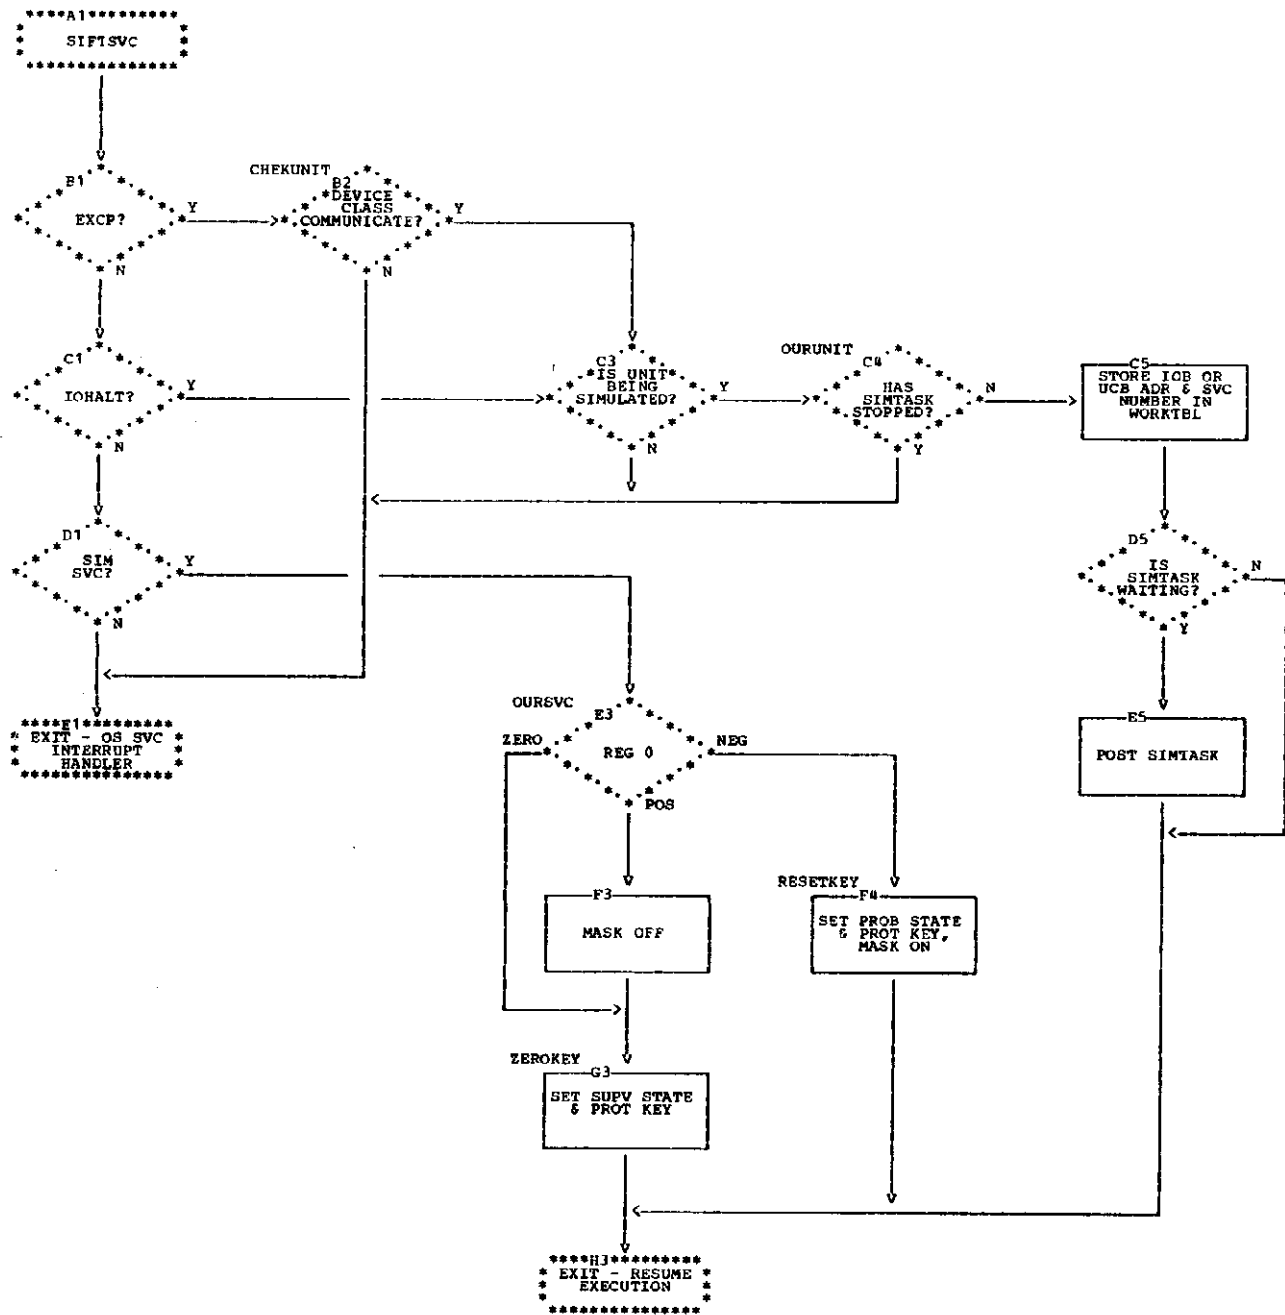 A1
SIFTSVC
B1
EXCP?
Y
N
CHEKUNIT
B2
DEVICE
CLASS
COMMUNICATE?
Y
N
C1
IOHALT?
Y
N
C3
IS UNIT
BEING
SIMULATED?
Y
N
OURUNIT
C4
HAS
SIMTASK
STOPPED?
N
Y
C5
STORE IOB OR
UCB ADR & SVC
NUMBER IN
WORKTBL
D1
SIM
SVC?
Y
N
D5
IS
SIMTASK
WAITING?
N
Y
E1
EXIT - OS SVC
INTERRUPT
HANDLER
OURSVC
E3
ZERO
REG 0
NEG
POS
E5
POST SIMTASK
F3
MASK OFF
RESETKEY
F4
SET PROB STATE
& PROT KEY,
MASK ON
ZEROKEY
G3
SET SUPV STATE
& PROT KEY
H3
EXIT - RESUME
EXECUTION